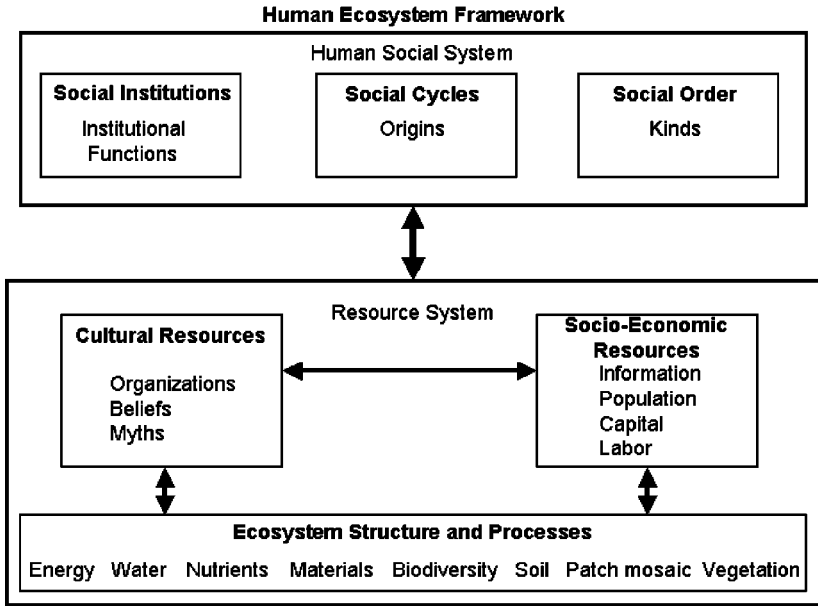 Human Ecosystem Framework
Human Social System
Social Institutions
Institutional
Functions
Social Cycles
Origins
Social Order
Kinds
Resource System
Cultural Resources
Organizations
Beliefs
Myths
Socio-Economic
Resources
Information
Population
Capital
Labor
Ecosystem Structure and Processes
Energy Water Nutrients Materials Biodiversity Soil Patch mosaic Vegetation